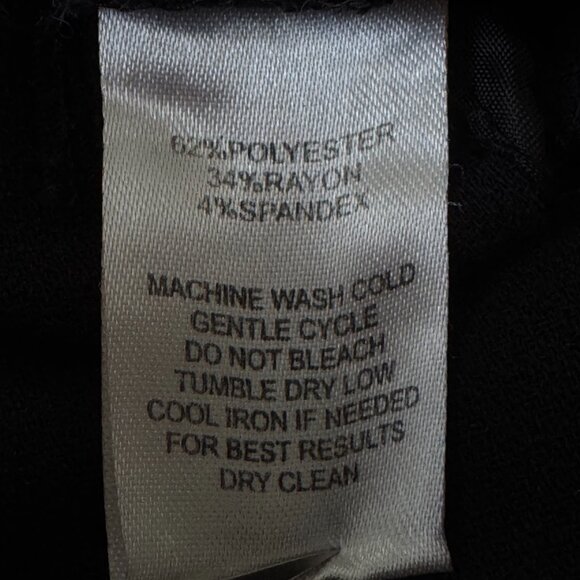 62%POLYESTER
34%RAYON
4%SPANDEX
MACHINE WASH COLD
GENTLE CYCLE
DO NOT BLEACH
TUMBLE DRY LOW
COOL IRON IF NEEDED
FOR BEST RESULTS
DRY CLEAN